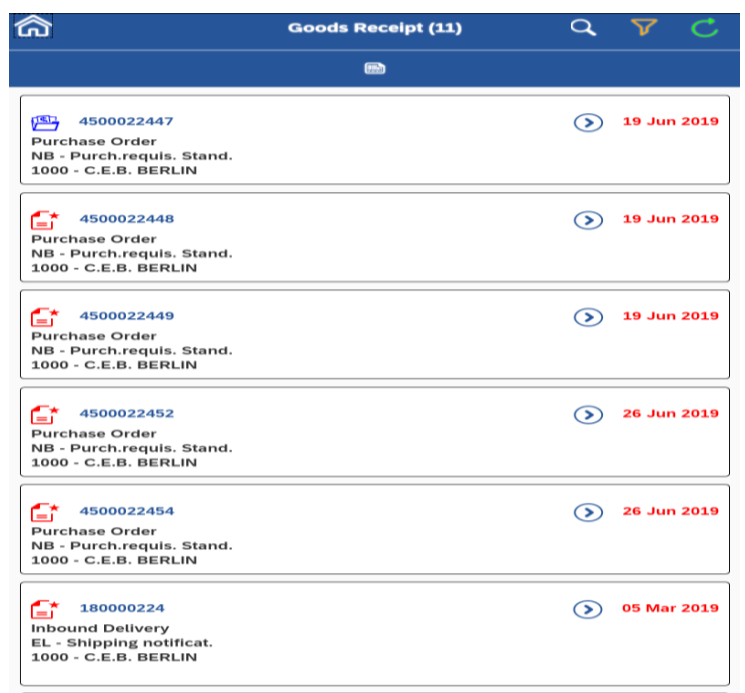 Goods Receipt (11)
4500022447 19 Jun 2019
Purchase Order
NB - Purch.requis. Stand.
1000 - C.E.B. BERLIN
4500022448 19 Jun 2019
Purchase Order
NB - Purch.requis. Stand.
1000 - C.E.B. BERLIN
4500022449 19 Jun 2019
Purchase Order
NB - Purch.requis. Stand.
1000 - C.E.B. BERLIN
4500022452 26 Jun 2019
Purchase Order
NB - Purch.requis. Stand.
1000 - C.E.B. BERLIN
4500022454 26 Jun 2019
Purchase Order
NB - Purch.requis. Stand.
1000 - C.E.B. BERLIN
180000224 05 Mar 2019
Inbound Delivery
EL - Shipping notificat.
1000 - C.E.B. BERLIN